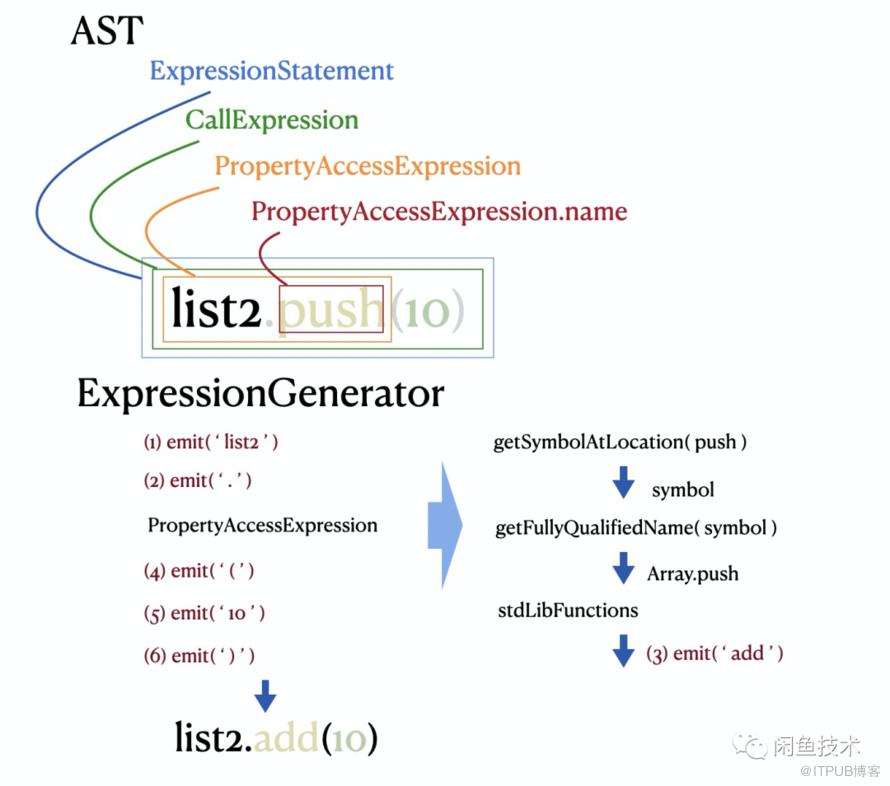 AST
ExpressionStatement
CallExpression
PropertyAccessExpression
PropertyAccessExpression.name
list2.push(10)
ExpressionGenerator
(1) emit( ‘ list2 ’ )
(2) emit( ‘ . ’ )
PropertyAccessExpression
(4) emit( ‘ ( ’ )
(5) emit( ‘ 10 ’ )
(6) emit( ‘ ) ’ )
list2.add(10)
getSymbolAtLocation( push )
symbol
getFullyQualifiedName( symbol )
Array.push
stdLibFunctions
(3) emit( ‘ add ’ )
闲鱼技术
@ITPUB博客